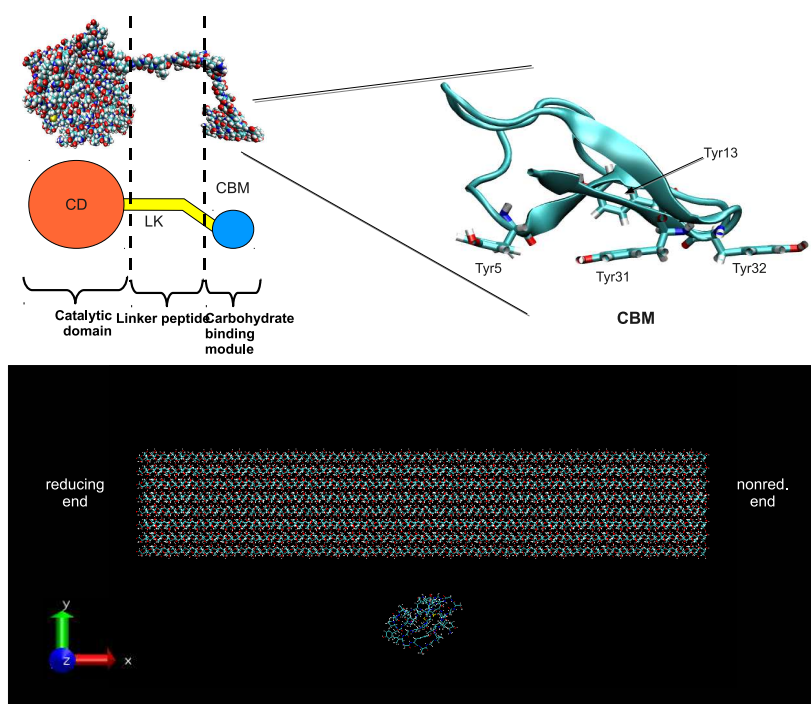 CD
LK
CBM
Catalytic
domain
Linker peptide
Carbohydrate
binding
module
Tyr13
Tyr5
Tyr31
Tyr32
CBM
reducing
end
nonred.
end
y
z
x